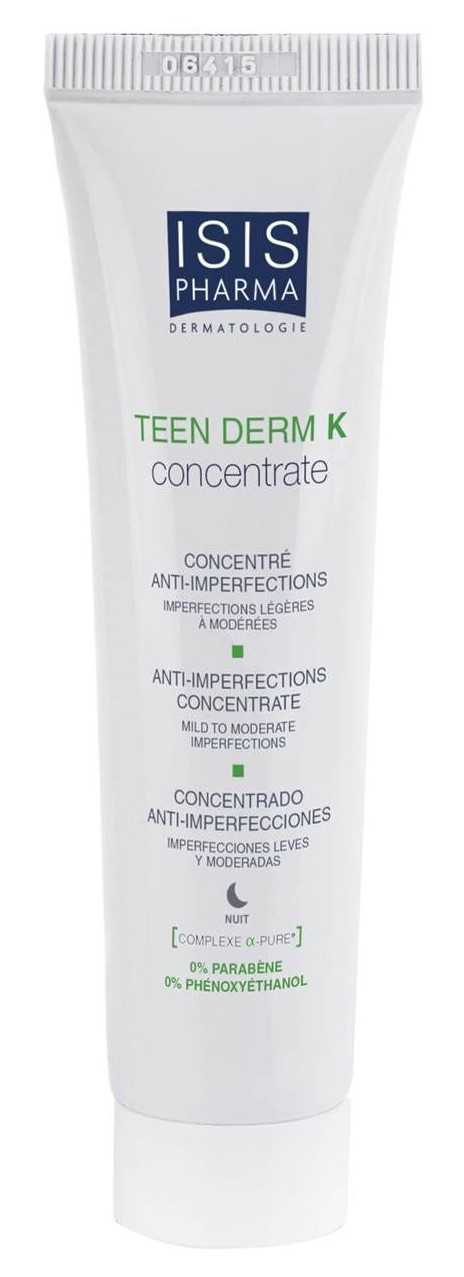 06415
ISIS
PHARMA
DERMATOLOGIE
TEEN DERM K
concentrate
CONCENTRÉ
ANTI-IMPERFECTIONS
IMPERFECTIONS LÉGÈRES
À MODÉRÉES
ANTI-IMPERFECTIONS
CONCENTRATE
MILD TO MODERATE
IMPERFECTIONS
CONCENTRADO
ANTI-IMPERFECCIONES
IMPERFECCIONES LEVES
Y MODERADAS
NUIT
[COMPLEXE α-PURE®]
0% PARABÈNE
0% PHÉNOXYÉTHANOL